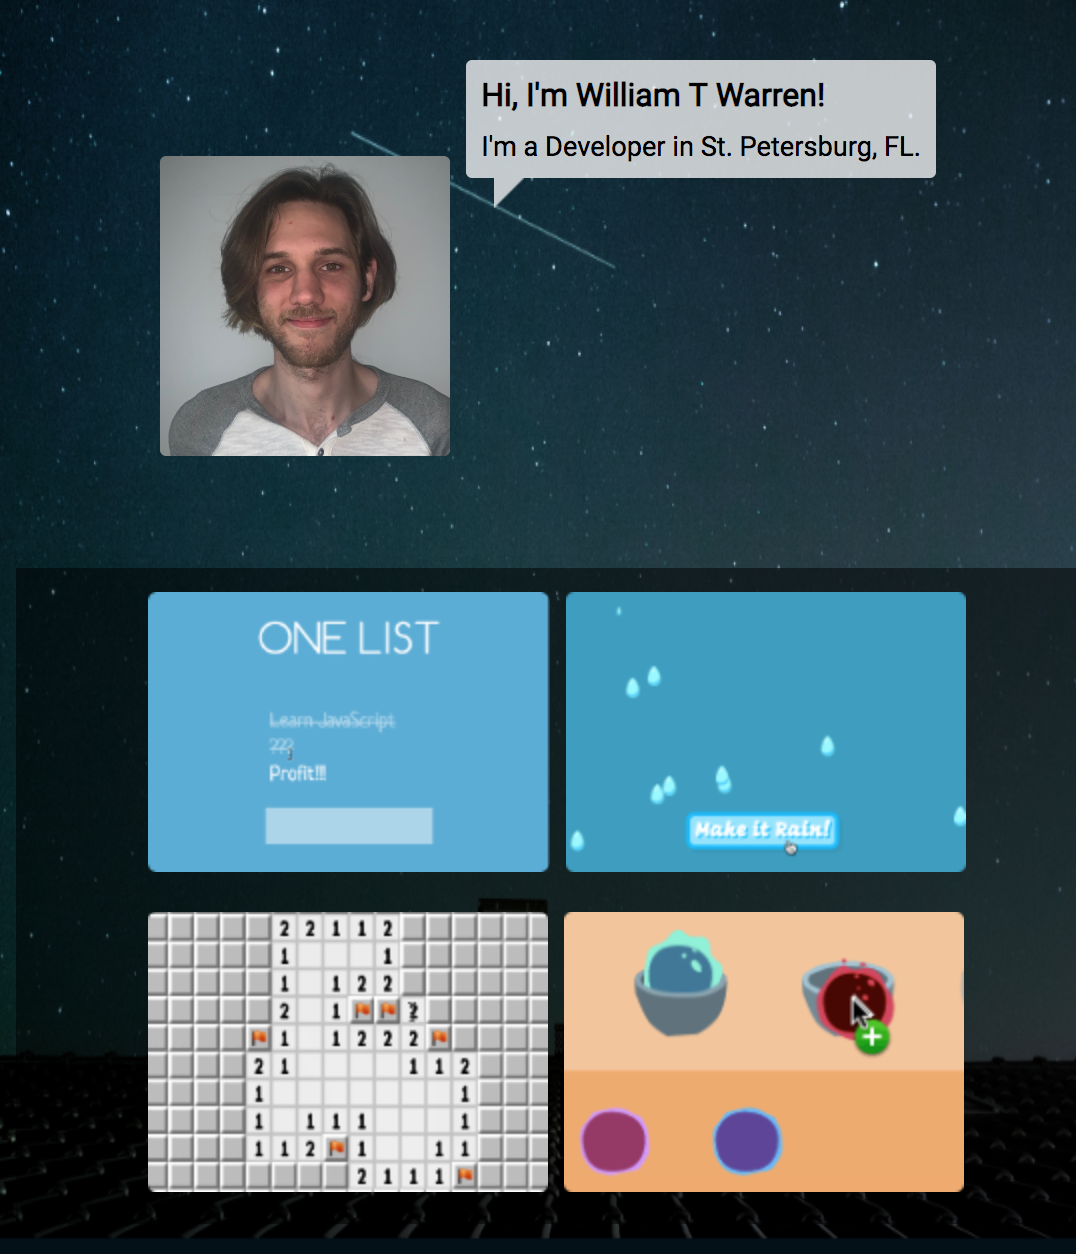 Hi, I'm William T Warren!
I'm a Developer in St. Petersburg, FL.
ONE LIST
Learn JavaScript
???
Profit!!!
Make it Rain!
2 2 1 1 2
1 1
1 1 2 2
2 1 2
1 1 2 2 2
2 1 1 1 2
1 1
1 1 1 1 1
1 1 2 1 1 1
2 1 1 1